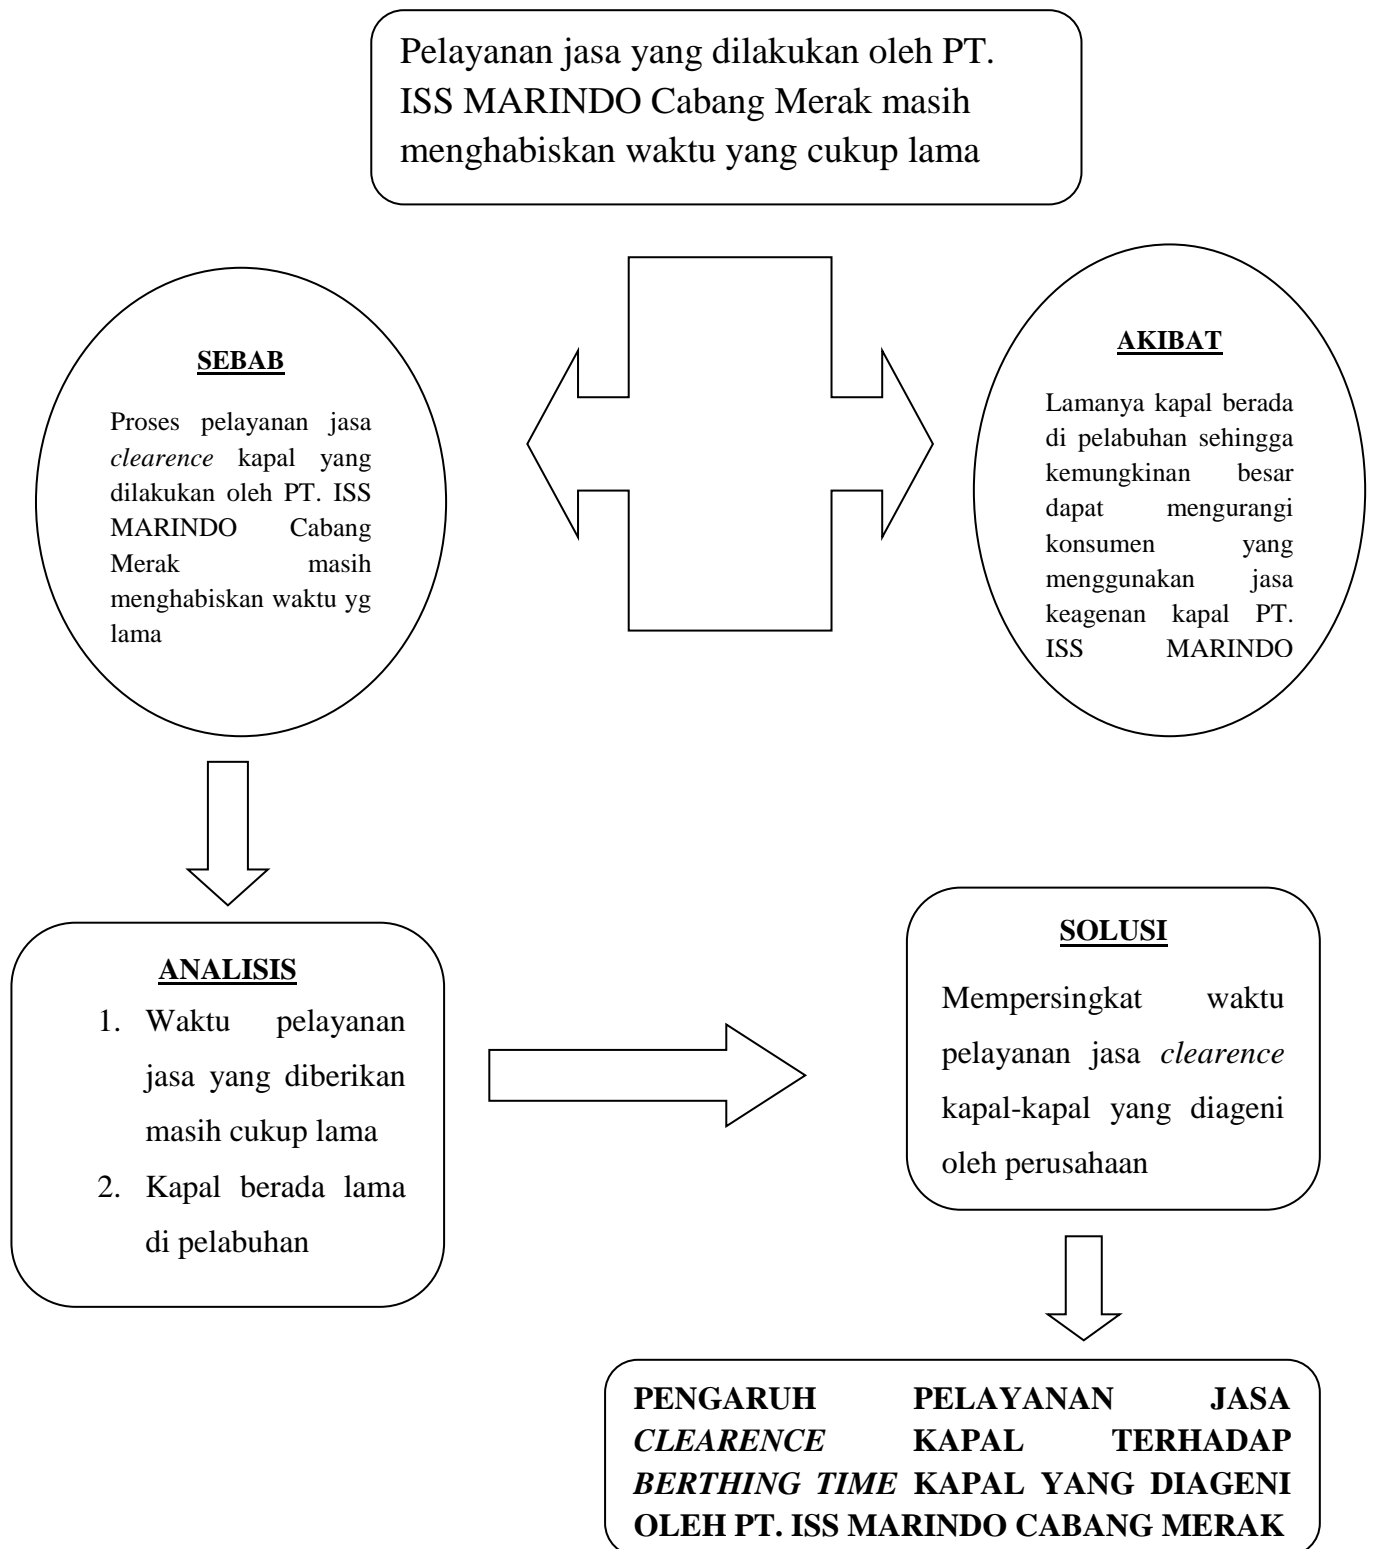 Pelayanan jasa yang dilakukan oleh PT.
ISS MARINDO Cabang Merak masih
menghabiskan waktu yang cukup lama
SEBAB
Proses pelayanan jasa
clearence kapal yang
dilakukan oleh PT. ISS
MARINDO Cabang
Merak masih
menghabiskan waktu yg
lama
AKIBAT
Lamanya kapal berada
di pelabuhan sehingga
kemungkinan besar
dapat mengurangi
konsumen yang
menggunakan jasa
keagenan kapal PT.
ISS MARINDO
ANALISIS
1. Waktu pelayanan
jasa yang diberikan
masih cukup lama
2. Kapal berada lama
di pelabuhan
SOLUSI
Mempersingkat waktu
pelayanan jasa clearence
kapal-kapal yang diageni
oleh perusahaan
PENGARUH PELAYANAN JASA
CLEARENCE KAPAL TERHADAP
BERTHING TIME KAPAL YANG DIAGENI
OLEH PT. ISS MARINDO CABANG MERAK